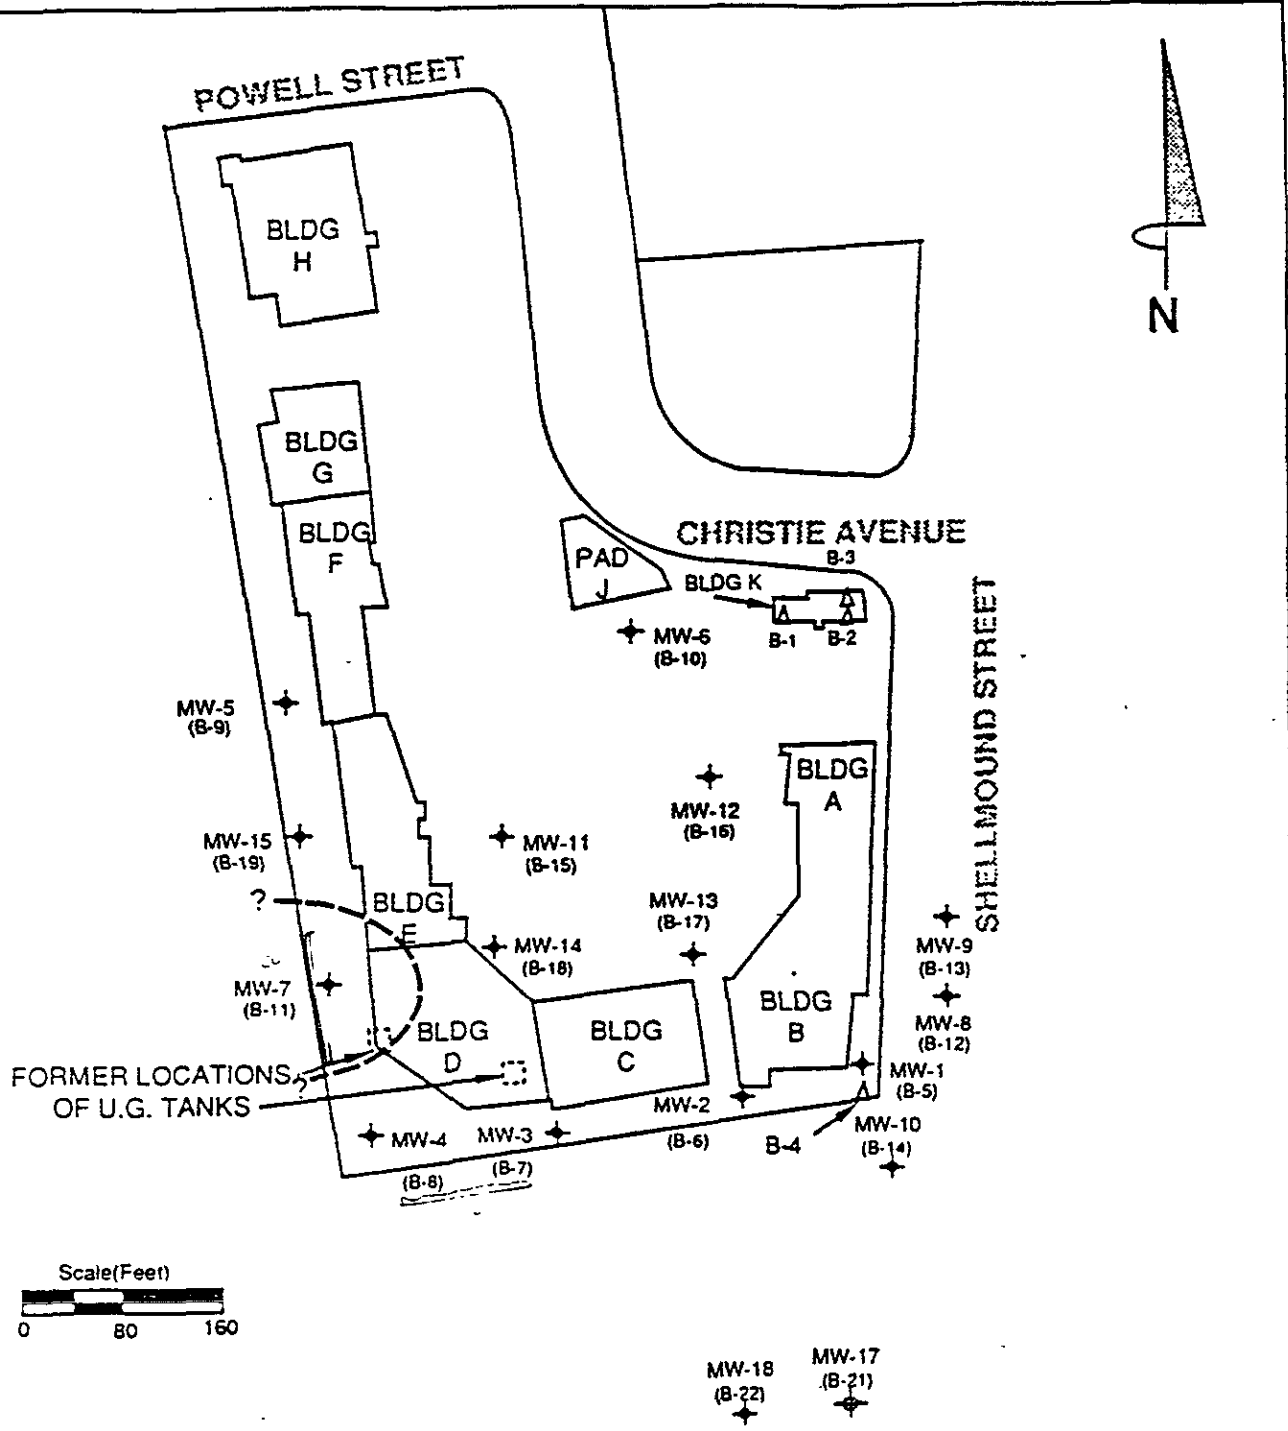 POWELL STREET
BLDG
H
N
BLDG
G
BLDG
F
CHRISTIE AVENUE
PAD
J
B-3
BLDG K
B-1
B-2
SHELLMOUND STREET
MW-6
(B-10)
MW-5
(B-9)
BLDG
A
MW-12
(B-16)
MW-15
(B-19)
MW-11
(B-15)
?
BLDG
E
MW-13
(B-17)
MW-9
(B-13)
MW-14
(B-18)
MW-7
(B-11)
BLDG
B
MW-8
(B-12)
BLDG
D
BLDG
C
FORMER LOCATIONS
OF U.G. TANKS
?
MW-1
(B-5)
MW-2
(B-6)
MW-10
(B-14)
B-4
MW-4
(B-8)
MW-3
(B-7)
Scale(Feet)
0 80 160
MW-18
(B-22)
MW-17
(B-21)